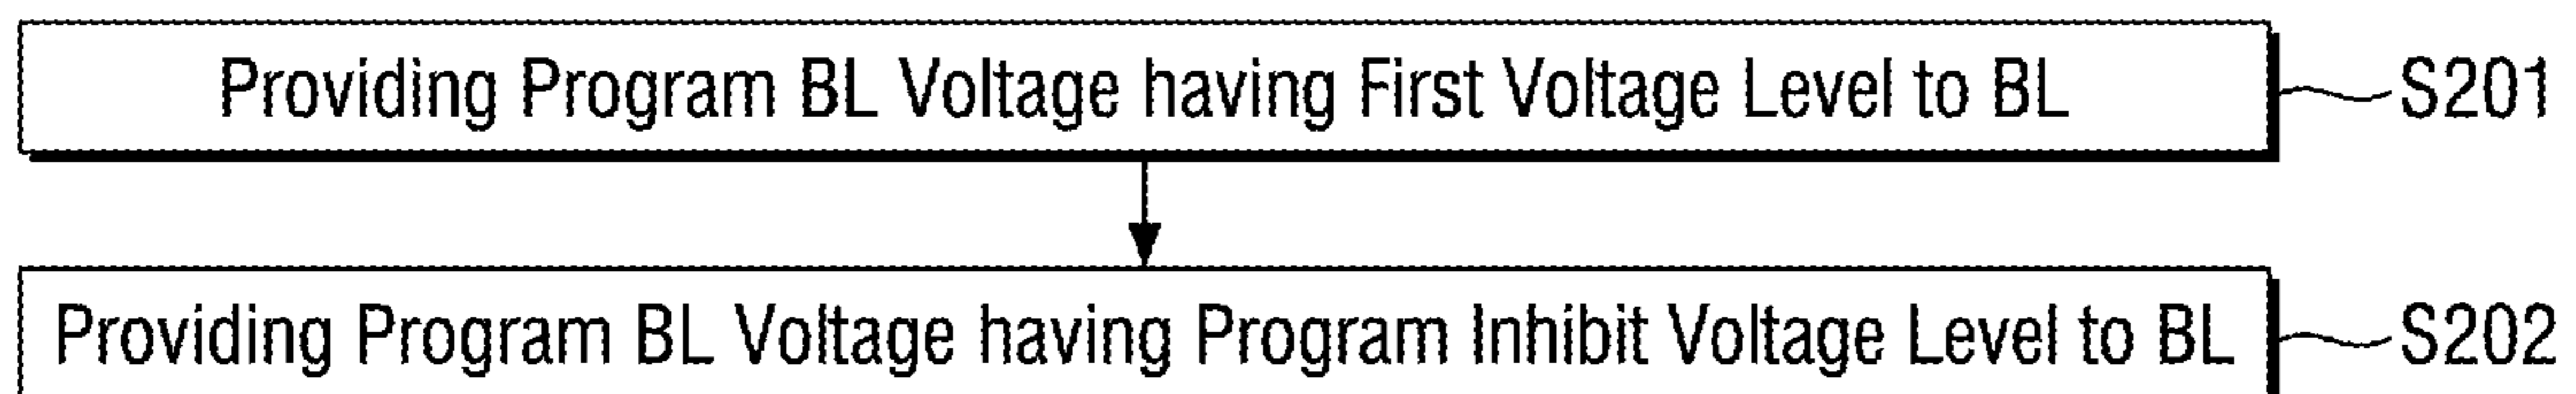 Providing Program BL Voltage having First Voltage Level to BL S201
Providing Program BL Voltage having Program Inhibit Voltage Level to BL S202